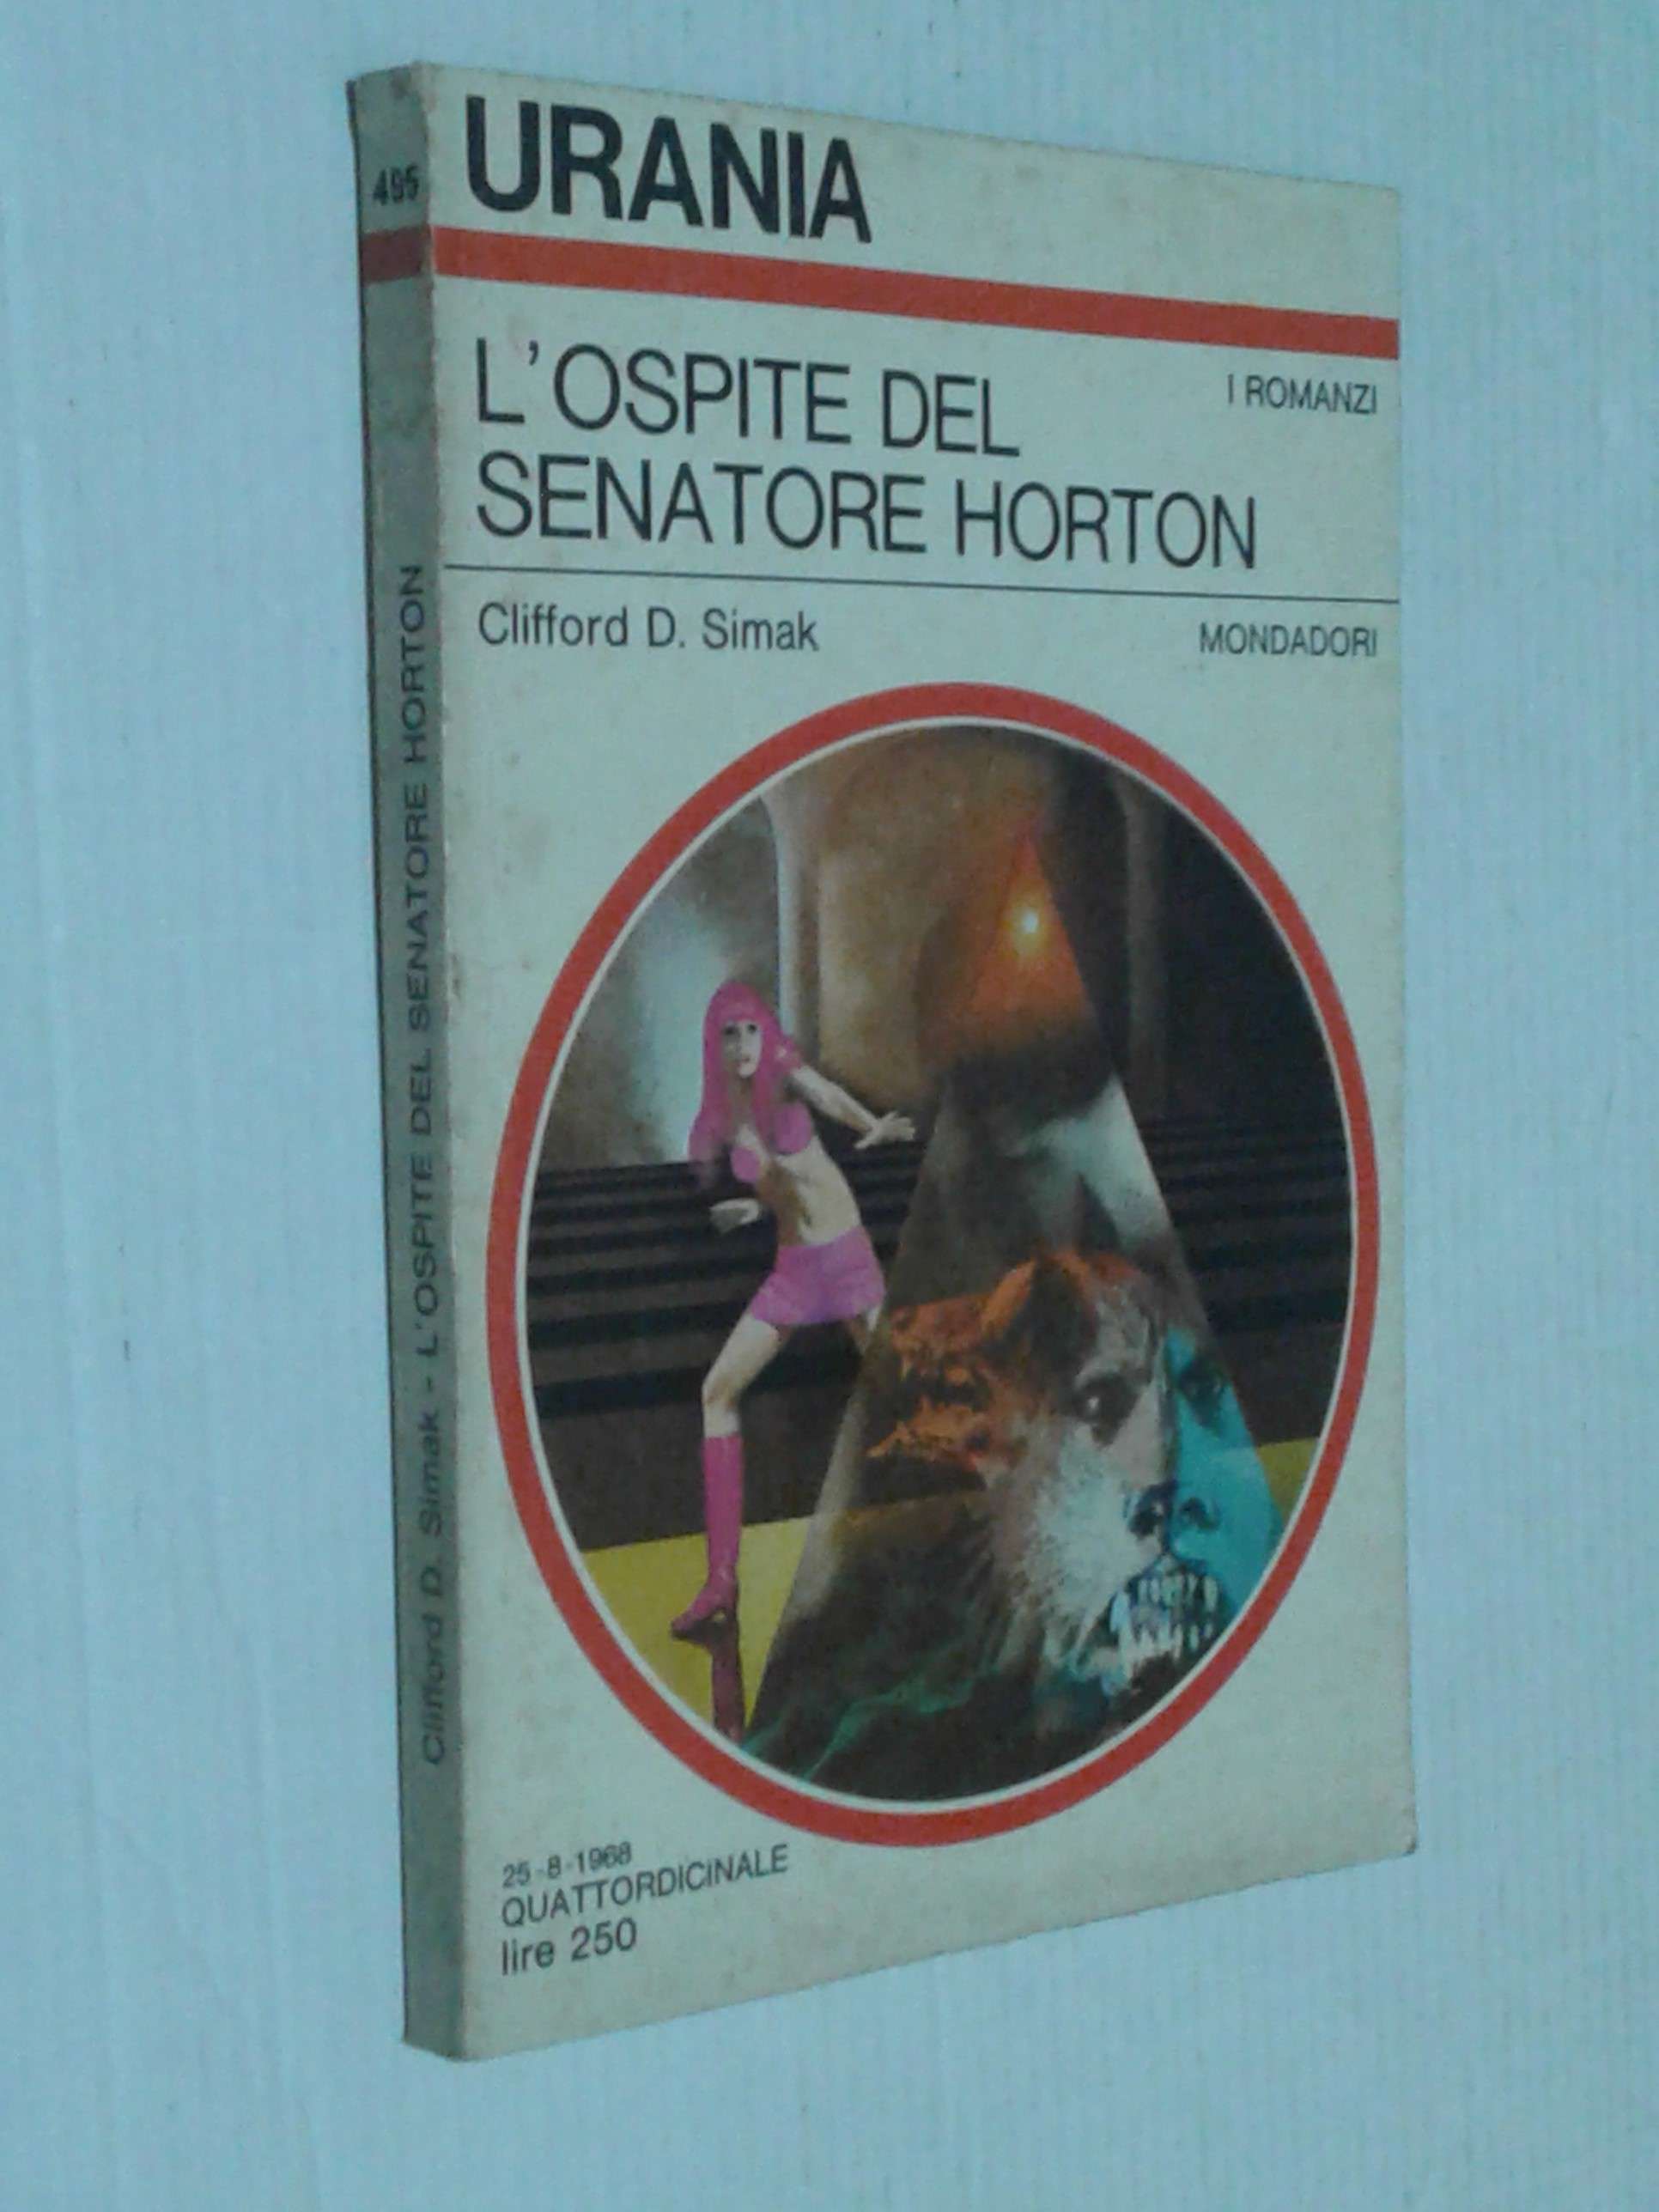 495
Clifford D. Simak - L'OSPITE DEL SENATORE HORTON
URANIA
L'OSPITE DEL
SENATORE HORTON
I ROMANZI
Clifford D. Simak
MONDADORI
25-8-1968
QUATTORDICINALE
lire 250